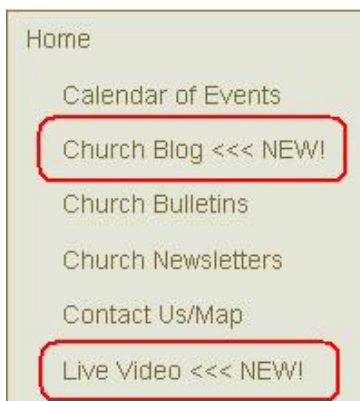 Home
Calendar of Events
Church Blog <<< NEW!
Church Bulletins
Church Newsletters
Contact Us/Map
Live Video <<< NEW!